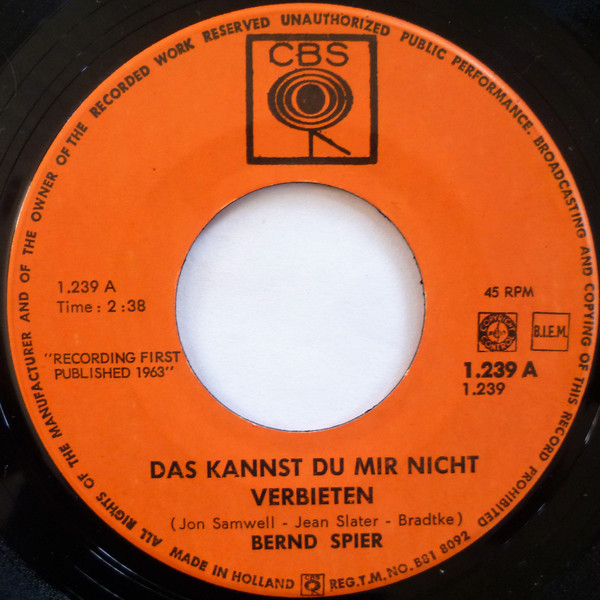 ALL RIGHTS OF THE MANUFACTURER AND OF THE OWNER OF THE RECORDED WORK RESERVED UNAUTHORIZED PUBLIC PERFORMANCE. BROADCASTING AND COPYING OF THIS RECORD PROHIBITED
CBS
1.239 A
Time : 2 :38
"RECORDING FIRST
PUBLISHED 1963"
45 RPM
B.I.E.M.
1.239 A
1.239
DAS KANNST DU MIR NICHT
VERBIETEN
(Jon Samwell - Jean Slater - Bradtke)
BERND SPIER
MADE IN HOLLAND CBS REG.T.M.NO. B81 8092